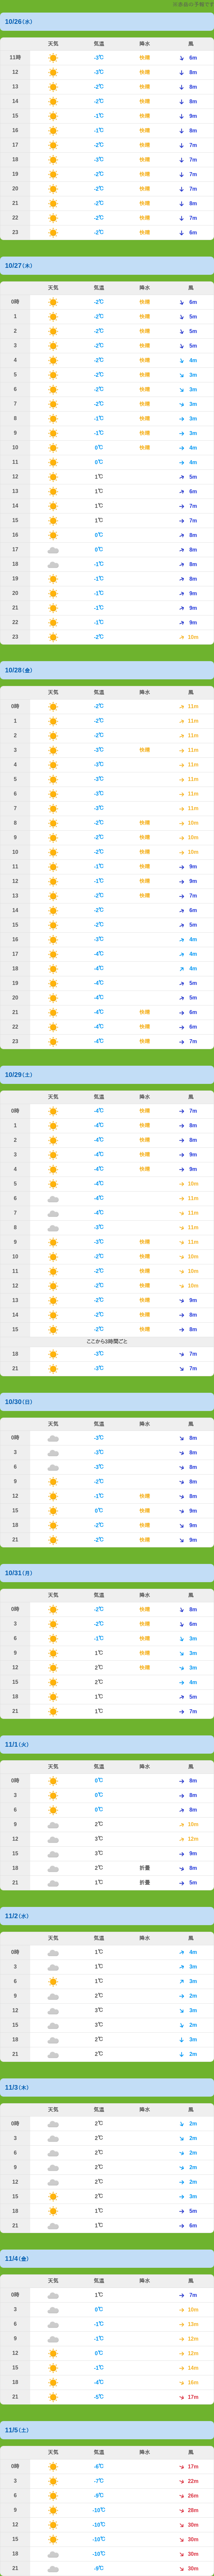 10/26(水)
天気 気温 降水 風
11時 -3℃ 快晴 6m
12 -3℃ 快晴 8m
13 -2℃ 快晴 8m
14 -2℃ 快晴 8m
15 -1℃ 快晴 9m
16 -1℃ 快晴 8m
17 -2℃ 快晴 7m
18 -3℃ 快晴 7m
19 -2℃ 快晴 7m
20 -2℃ 快晴 7m
21 -2℃ 快晴 8m
22 -2℃ 快晴 7m
23 -2℃ 快晴 6m
10/27(木)
天気 気温 降水 風
0時 -2℃ 快晴 6m
1 -2℃ 快晴 5m
2 -2℃ 快晴 5m
3 -2℃ 快晴 5m
4 -2℃ 快晴 4m
5 -2℃ 快晴 3m
6 -2℃ 快晴 3m
7 -2℃ 快晴 3m
8 -1℃ 快晴 3m
9 -1℃ 快晴 3m
10 0℃ 快晴 4m
11 0℃ 4m
12 1℃ 5m
13 1℃ 6m
14 1℃ 7m
15 1℃ 7m
16 0℃ 8m
17 0℃ 8m
18 -1℃ 8m
19 -1℃ 8m
20 -1℃ 9m
21 -1℃ 9m
22 -1℃ 9m
23 -2℃ 10m
10/28(金)
天気 気温 降水 風
0時 -2℃ 11m
1 -2℃ 11m
2 -2℃ 11m
3 -3℃ 快晴 11m
4 -3℃ 11m
5 -3℃ 11m
6 -3℃ 11m
7 -3℃ 11m
8 -2℃ 快晴 10m
9 -2℃ 快晴 10m
10 -2℃ 快晴 10m
11 -1℃ 快晴 9m
12 -1℃ 快晴 9m
13 -2℃ 快晴 7m
14 -2℃ 6m
15 -2℃ 5m
16 -3℃ 4m
17 -4℃ 4m
18 -4℃ 4m
19 -4℃ 5m
20 -4℃ 5m
21 -4℃ 快晴 6m
22 -4℃ 快晴 6m
23 -4℃ 快晴 7m
10/29(土)
天気 気温 降水 風
0時 -4℃ 快晴 7m
1 -4℃ 快晴 8m
2 -4℃ 快晴 8m
3 -4℃ 快晴 9m
4 -4℃ 快晴 9m
5 -4℃ 10m
6 -4℃ 11m
7 -4℃ 11m
8 -3℃ 11m
9 -3℃ 快晴 11m
10 -2℃ 快晴 10m
11 -2℃ 快晴 10m
12 -2℃ 快晴 10m
13 -2℃ 快晴 9m
14 -2℃ 快晴 8m
15 -2℃ 快晴 8m
ここから3時間ごと
18 -3℃ 7m
21 -3℃ 7m
10/30(日)
天気 気温 降水 風
0時 -3℃ 8m
3 -3℃ 8m
6 -3℃ 8m
9 -2℃ 8m
12 -1℃ 快晴 8m
15 0℃ 快晴 9m
18 -2℃ 快晴 9m
21 -2℃ 快晴 9m
10/31(月)
天気 気温 降水 風
0時 -2℃ 快晴 8m
3 -2℃ 快晴 6m
6 -1℃ 快晴 3m
9 1℃ 快晴 3m
12 2℃ 快晴 3m
15 2℃ 4m
18 1℃ 5m
21 1℃ 7m
11/1(火)
天気 気温 降水 風
0時 0℃ 8m
3 0℃ 8m
6 0℃ 8m
9 2℃ 10m
12 3℃ 12m
15 3℃ 9m
18 2℃ 折畳 8m
21 1℃ 折畳 5m
11/2(水)
天気 気温 降水 風
0時 1℃ 4m
3 1℃ 3m
6 1℃ 3m
9 2℃ 2m
12 3℃ 3m
15 3℃ 2m
18 2℃ 3m
21 2℃ 2m
11/3(木)
天気 気温 降水 風
0時 2℃ 2m
3 2℃ 2m
6 2℃ 2m
9 2℃ 2m
12 2℃ 2m
15 2℃ 3m
18 1℃ 5m
21 1℃ 6m
11/4(金)
天気 気温 降水 風
0時 1℃ 7m
3 0℃ 10m
6 -1℃ 13m
9 -1℃ 12m
12 0℃ 12m
15 -1℃ 14m
18 -4℃ 16m
21 -5℃ 17m
11/5(土)
天気 気温 降水 風
0時 -6℃ 17m
3 -7℃ 22m
6 -9℃ 26m
9 -10℃ 28m
12 -10℃ 30m
15 -10℃ 30m
18 -10℃ 30m
21 -9℃ 30m